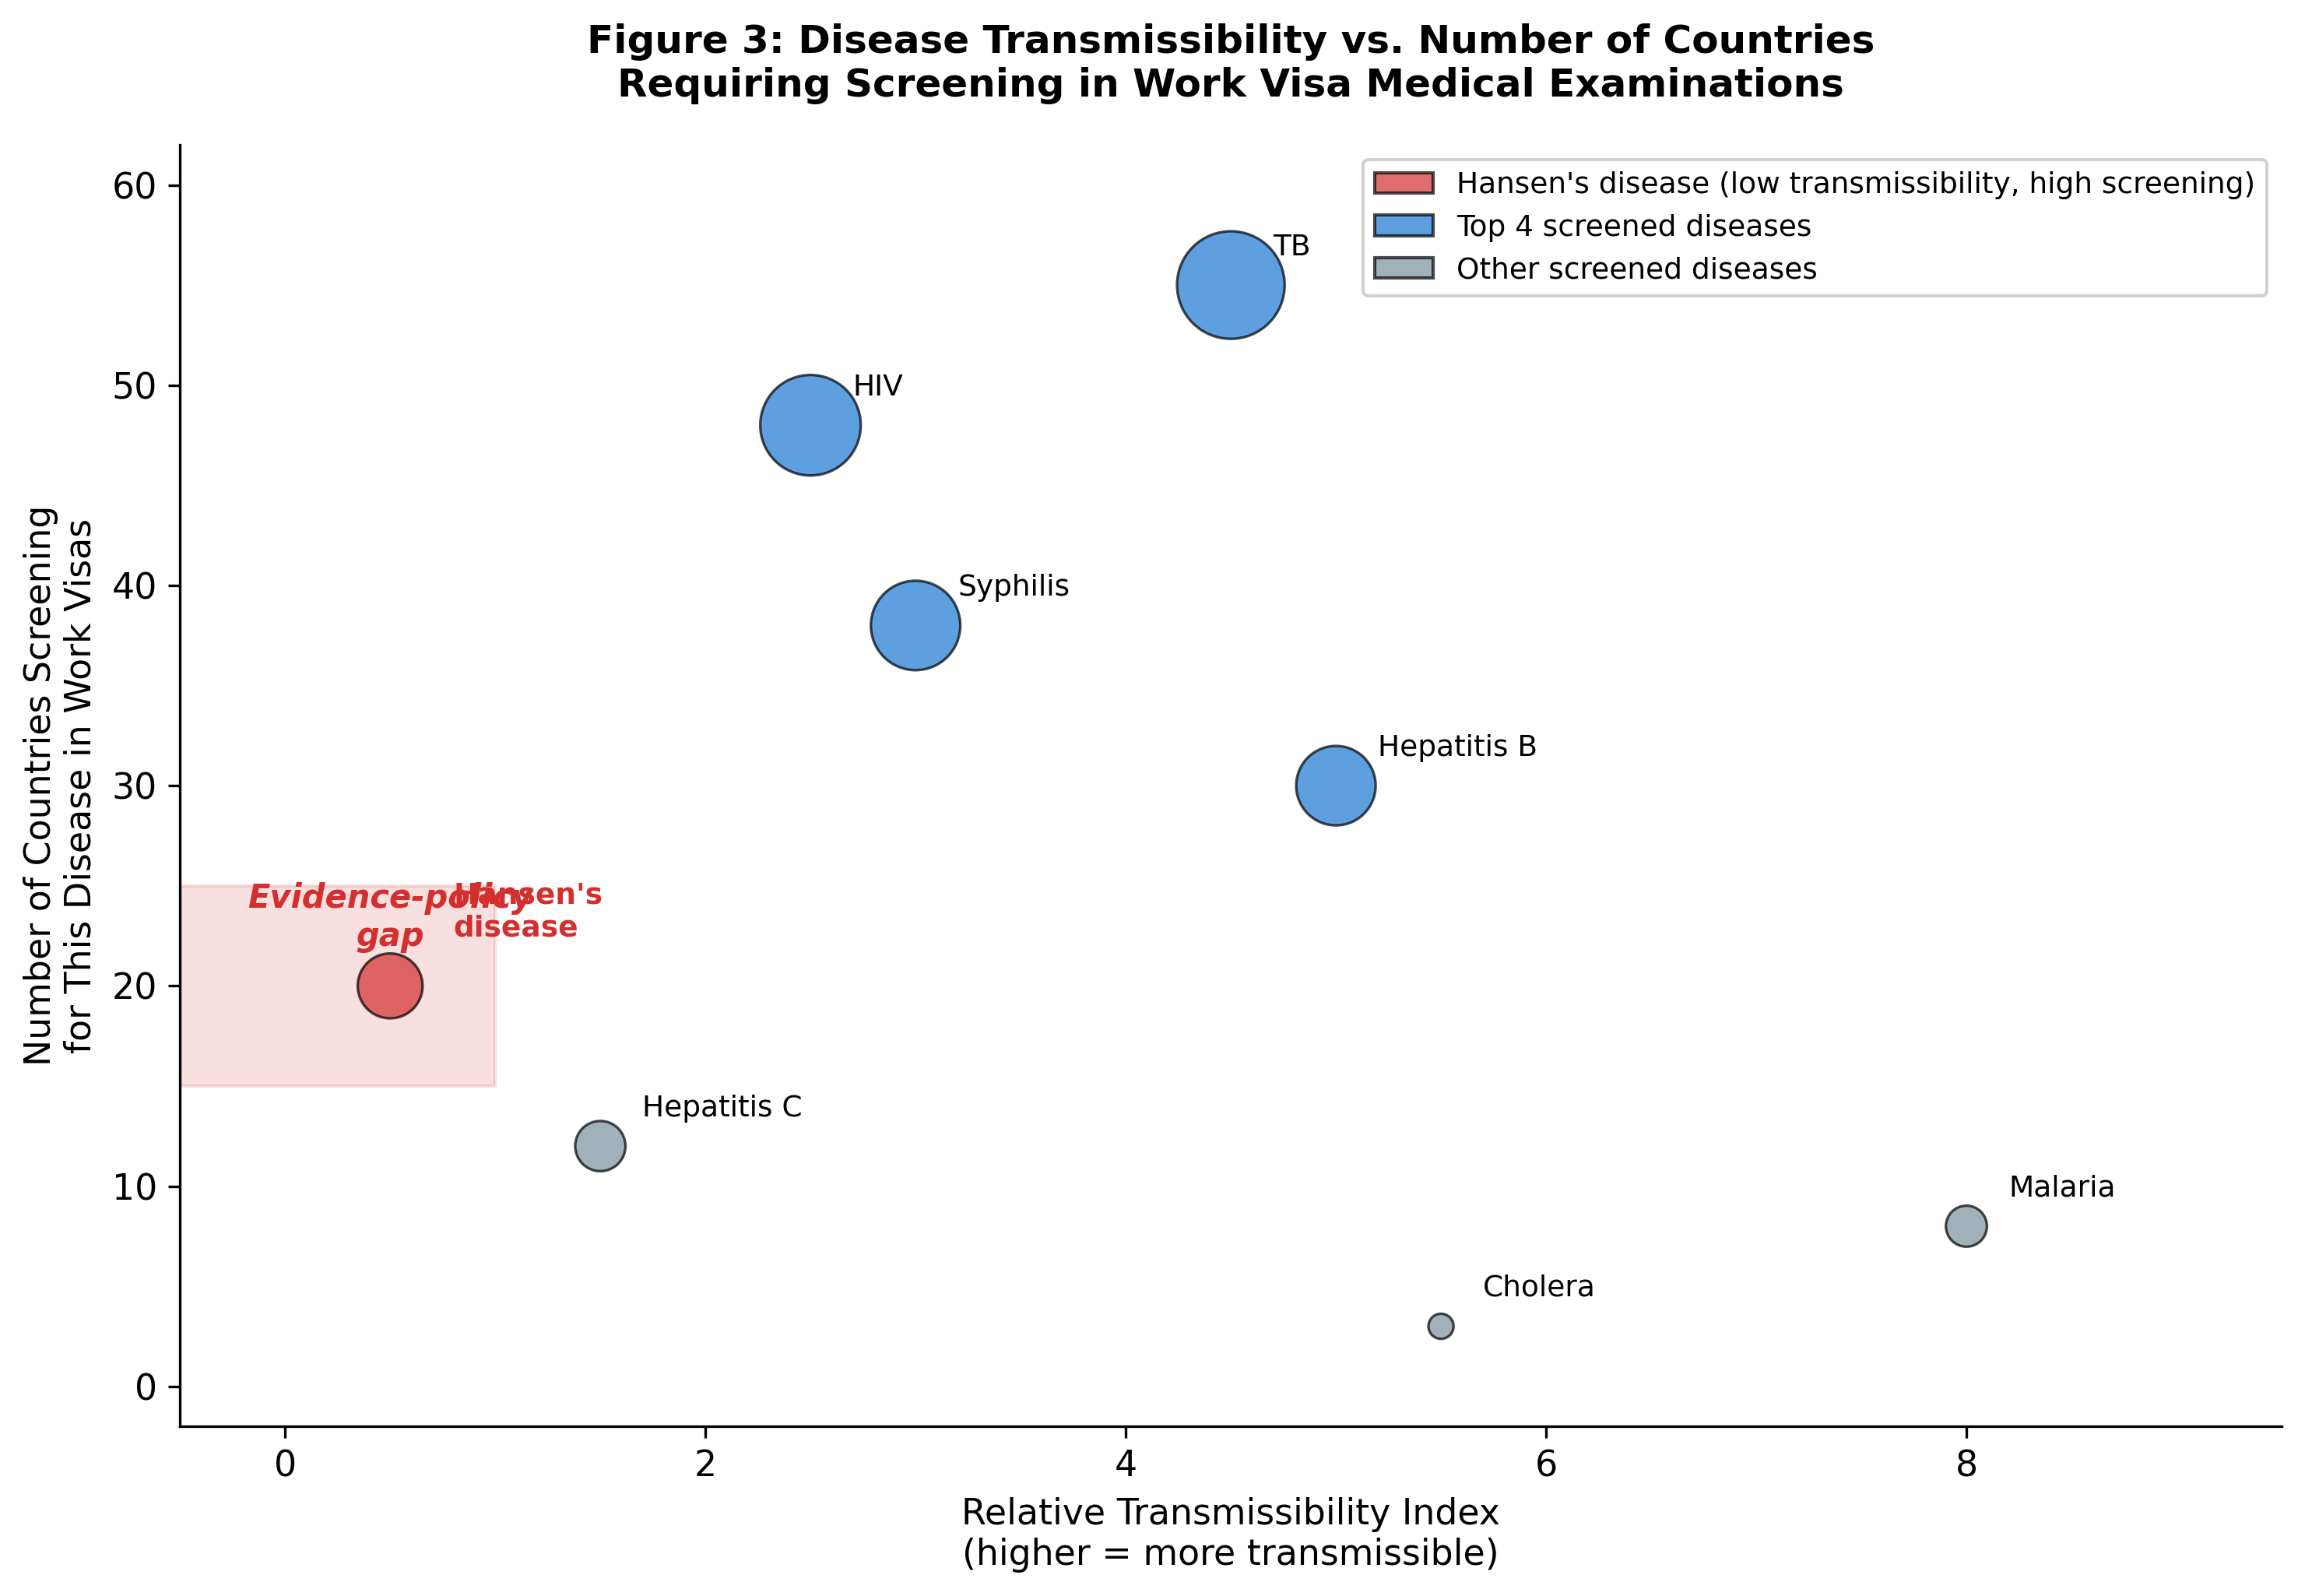 Figure 3: Disease Transmissibility vs. Number of Countries
Requiring Screening in Work Visa Medical Examinations
Number of Countries Screening
for This Disease in Work Visas
60
50
40
30
20
10
0
Hansen's disease (low transmissibility, high screening)
Top 4 screened diseases
Other screened diseases
TB
HIV
Syphilis
Hepatitis B
Evidence-policy
gap
Hansen's
disease
Hepatitis C
Malaria
Cholera
0
2
4
6
8
Relative Transmissibility Index
(higher = more transmissible)